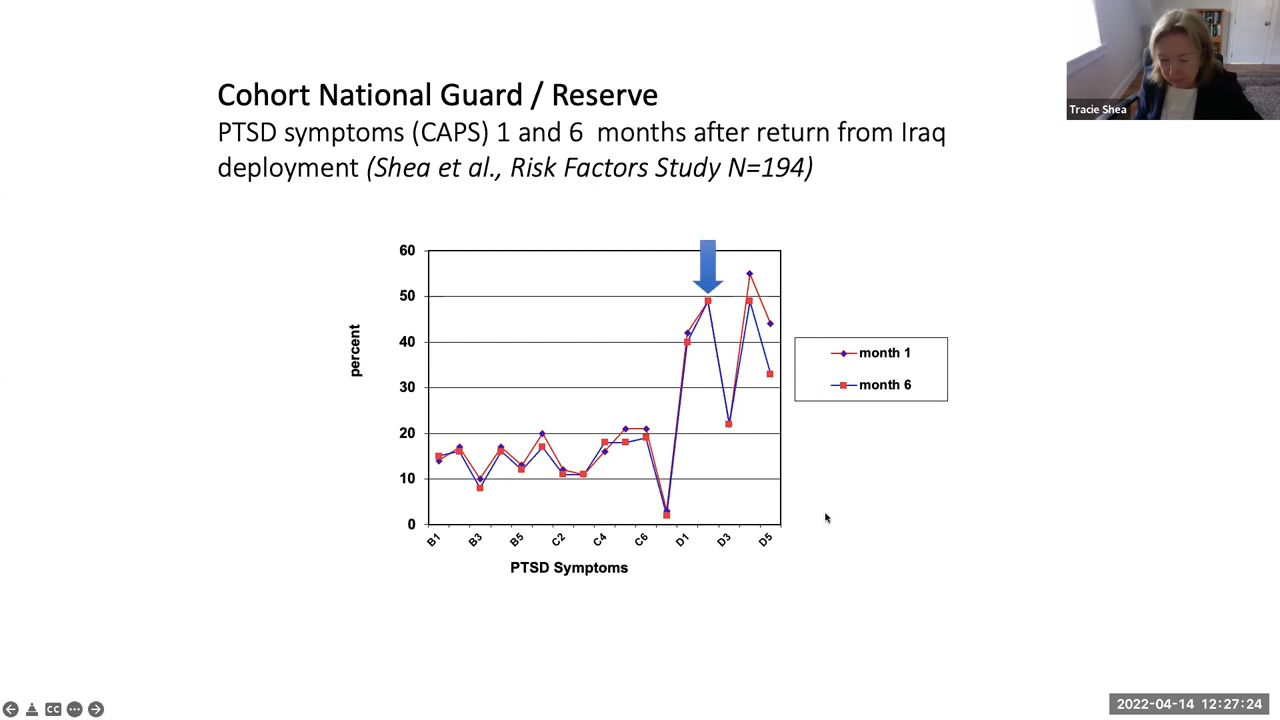 Cohort National Guard / Reserve
PTSD symptoms (CAPS) 1 and 6 months after return from Iraq
deployment (Shea et al., Risk Factors Study N=194)
Tracie Shea
60
50
40
30
20
10
0
percent
B1 B3 B5 C2 C4 C6 D1 D3 D5
PTSD Symptoms
month 1
month 6
CC
2022-04-14 12:27:24